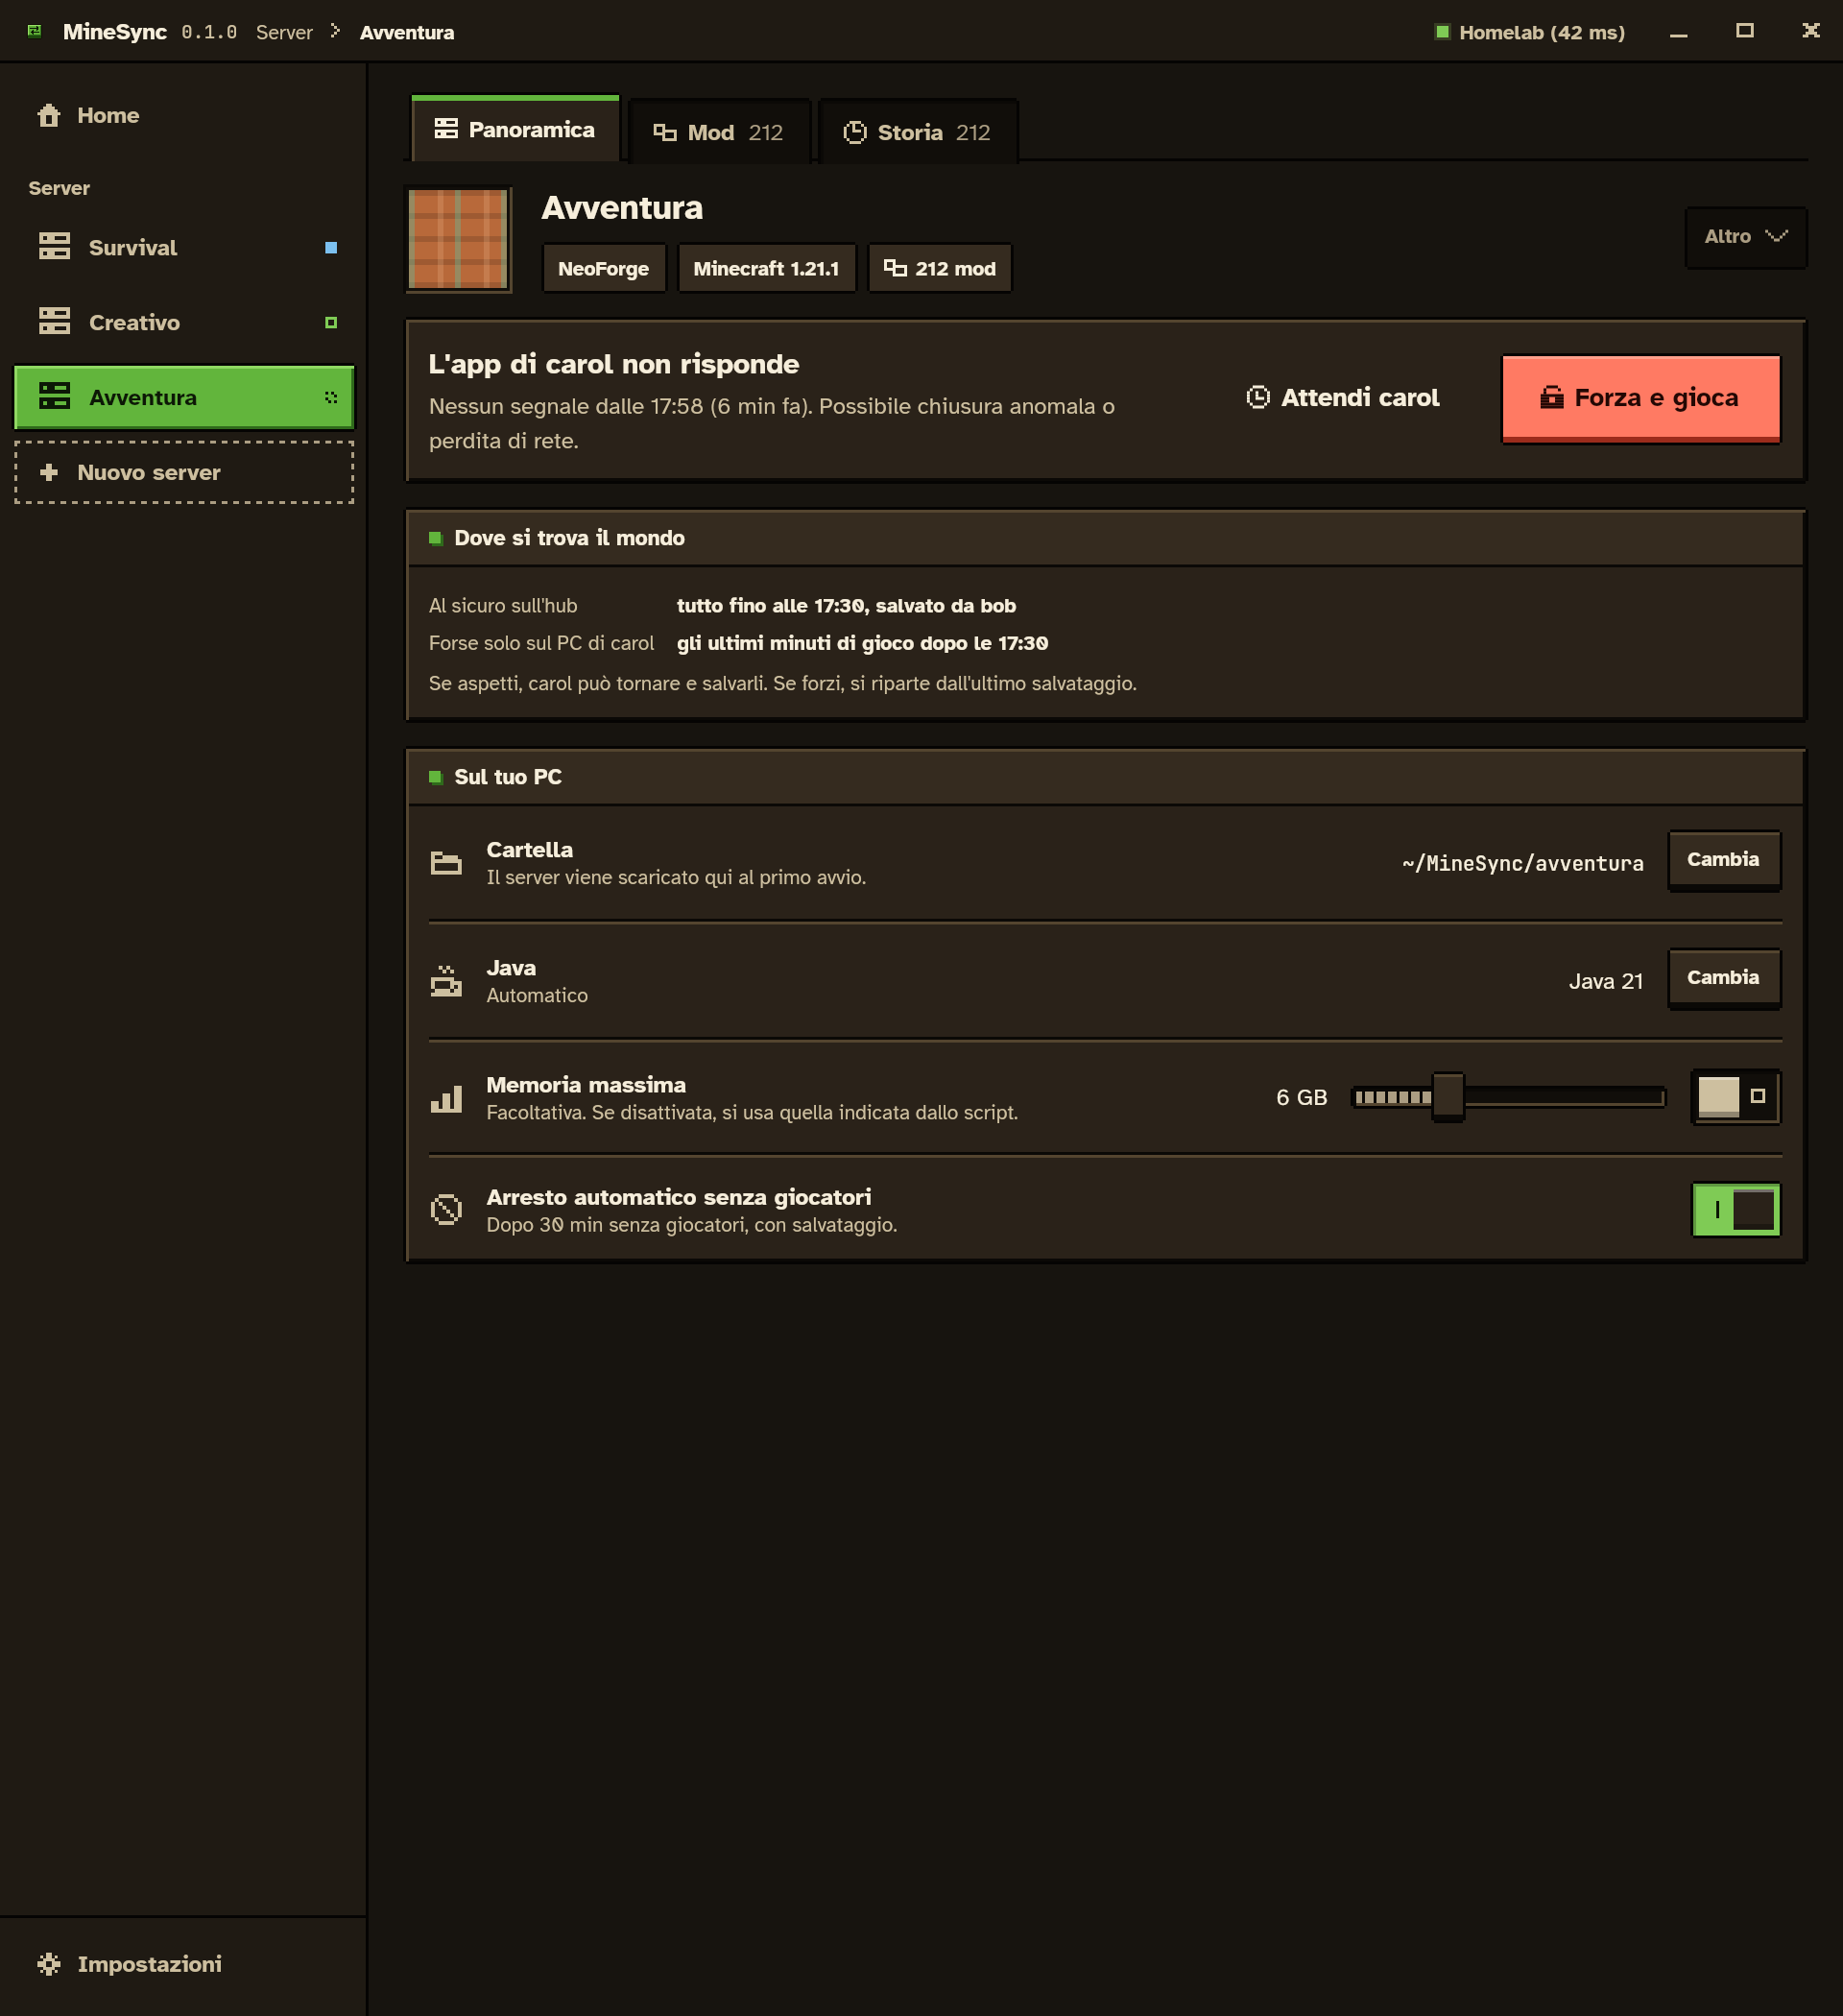 MineSync 0.1.0 Server > Avventura
Homelab (42 ms)
Home
Server
Survival
Creativo
Avventura
Nuovo server
Impostazioni
Panoramica
Mod 212
Storia 212
Avventura
NeoForge
Minecraft 1.21.1
212 mod
Altro
L'app di carol non risponde
Nessun segnale dalle 17:58 (6 min fa). Possibile chiusura anomala o
perdita di rete.
Attendi carol
Forza e gioca
Dove si trova il mondo
Al sicuro sull'hub tutto fino alle 17:30, salvato da bob
Forse solo sul PC di carol gli ultimi minuti di gioco dopo le 17:30
Se aspetti, carol può tornare e salvarli. Se forzi, si riparte dall'ultimo salvataggio.
Sul tuo PC
Cartella
Il server viene scaricato qui al primo avvio.
~/MineSync/avventura
Cambia
Java
Automatico
Java 21
Cambia
Memoria massima
Facoltativa. Se disattivata, si usa quella indicata dallo script.
6 GB
Arresto automatico senza giocatori
Dopo 30 min senza giocatori, con salvataggio.